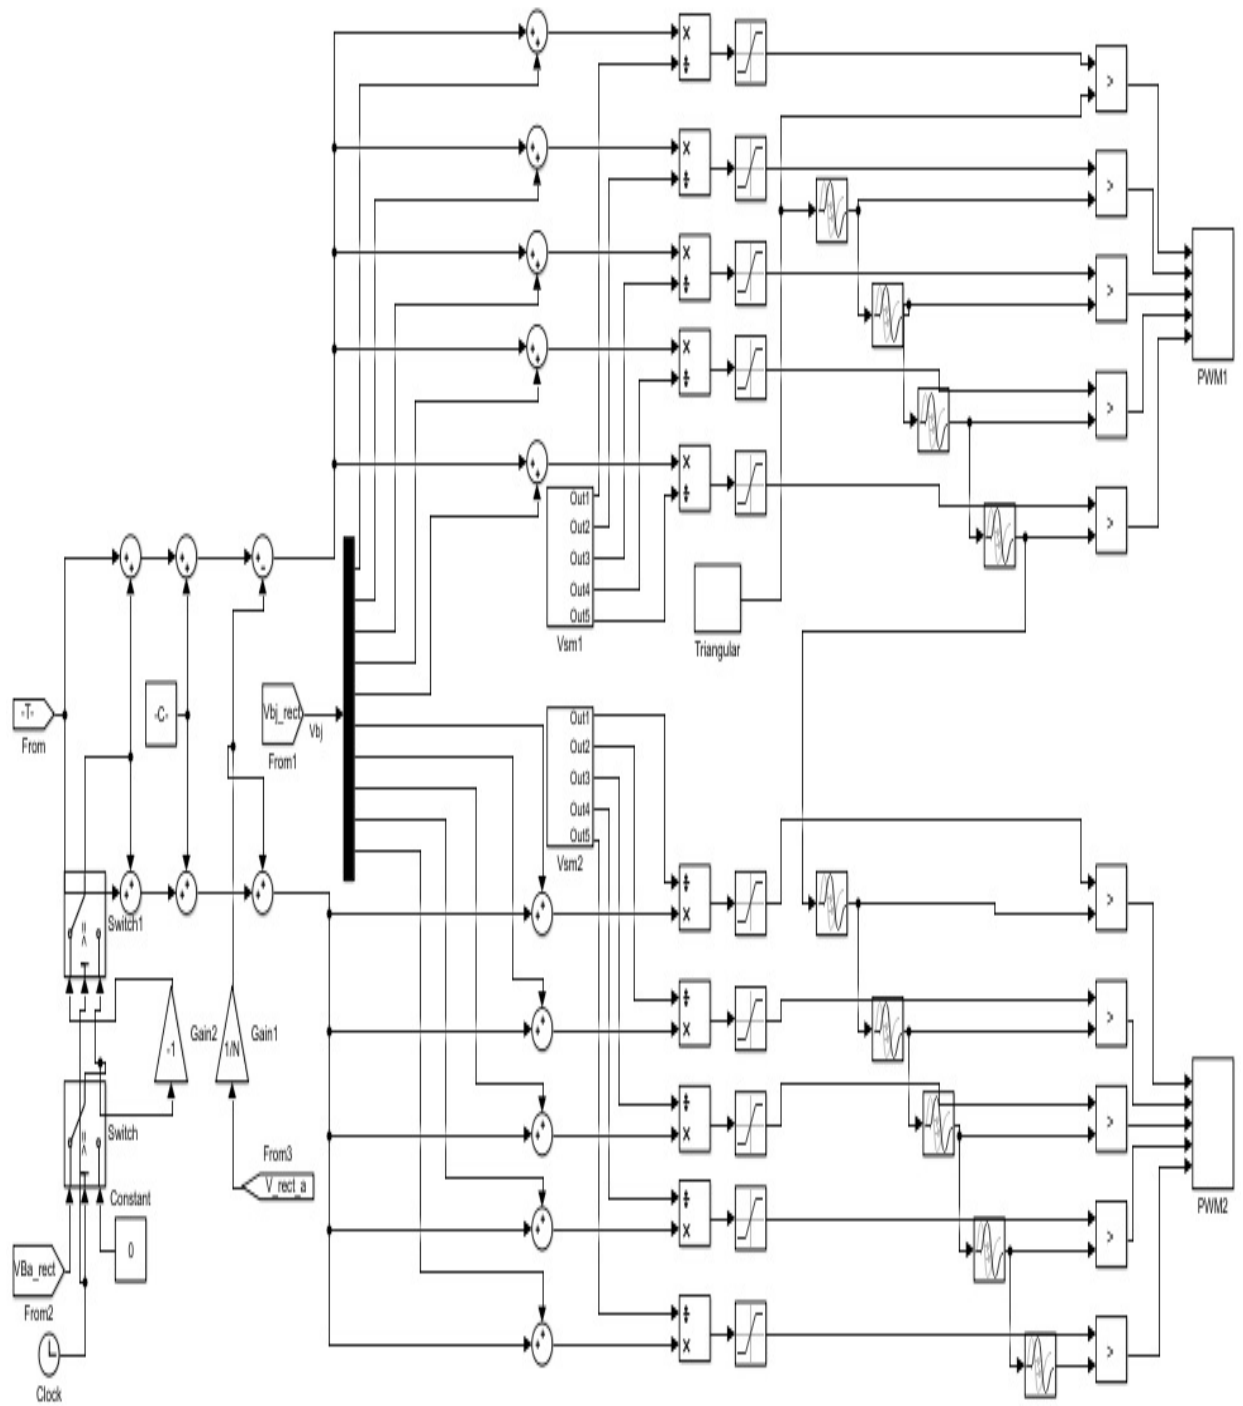 PWM1
Out1
Out2
Out3
Out4
Out5
Vsm1
Triangular
-T-
From
-C-
Vbj_rect
From1
Vbj
Out1
Out2
Out3
Out4
Out5
Vsm2
Switch1
Gain2
-1
Gain1
1/N
Switch
From3
V_rect_a
Constant
0
VBa_rect
From2
Clock
PWM2